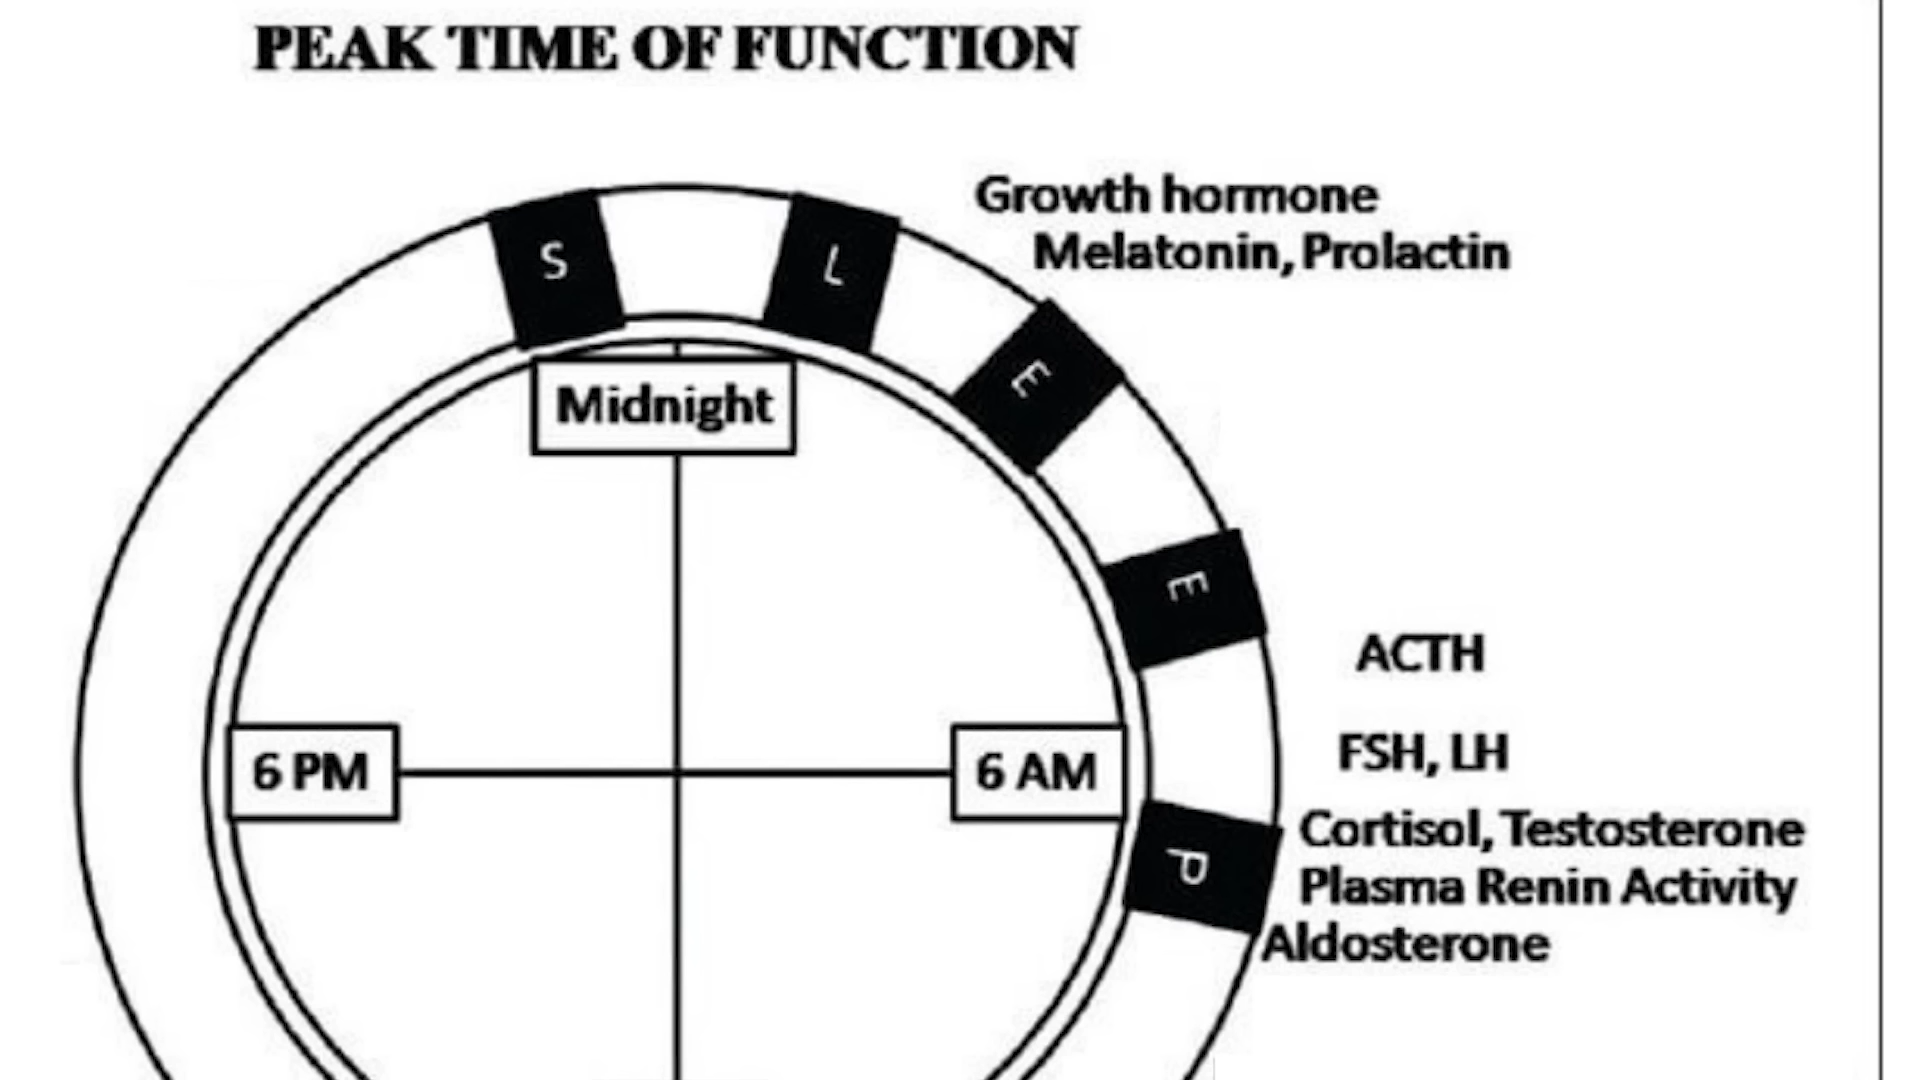 PEAK TIME OF FUNCTION
Growth hormone
Melatonin, Prolactin
S
L
E
E
P
Midnight
ACTH
FSH, LH
6 PM
6 AM
Cortisol, Testosterone
Plasma Renin Activity
Aldosterone